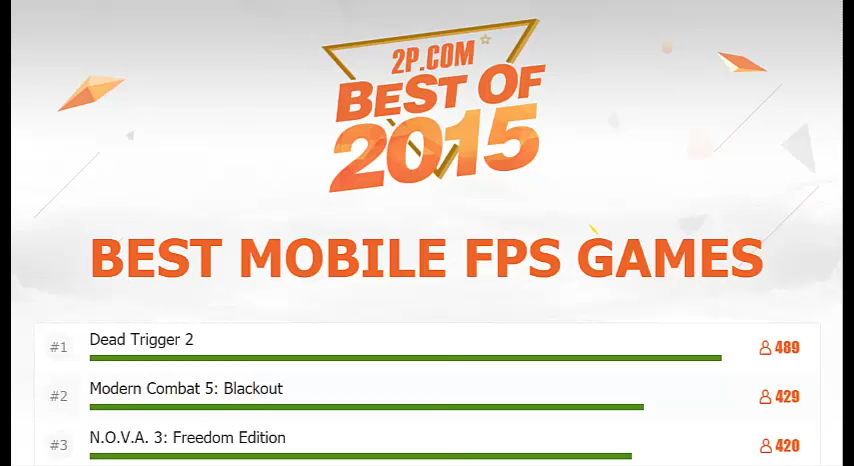 2P.COM
BEST OF
2015
BEST MOBILE FPS GAMES
#1 Dead Trigger 2 489
#2 Modern Combat 5: Blackout 429
#3 N.O.V.A. 3: Freedom Edition 420